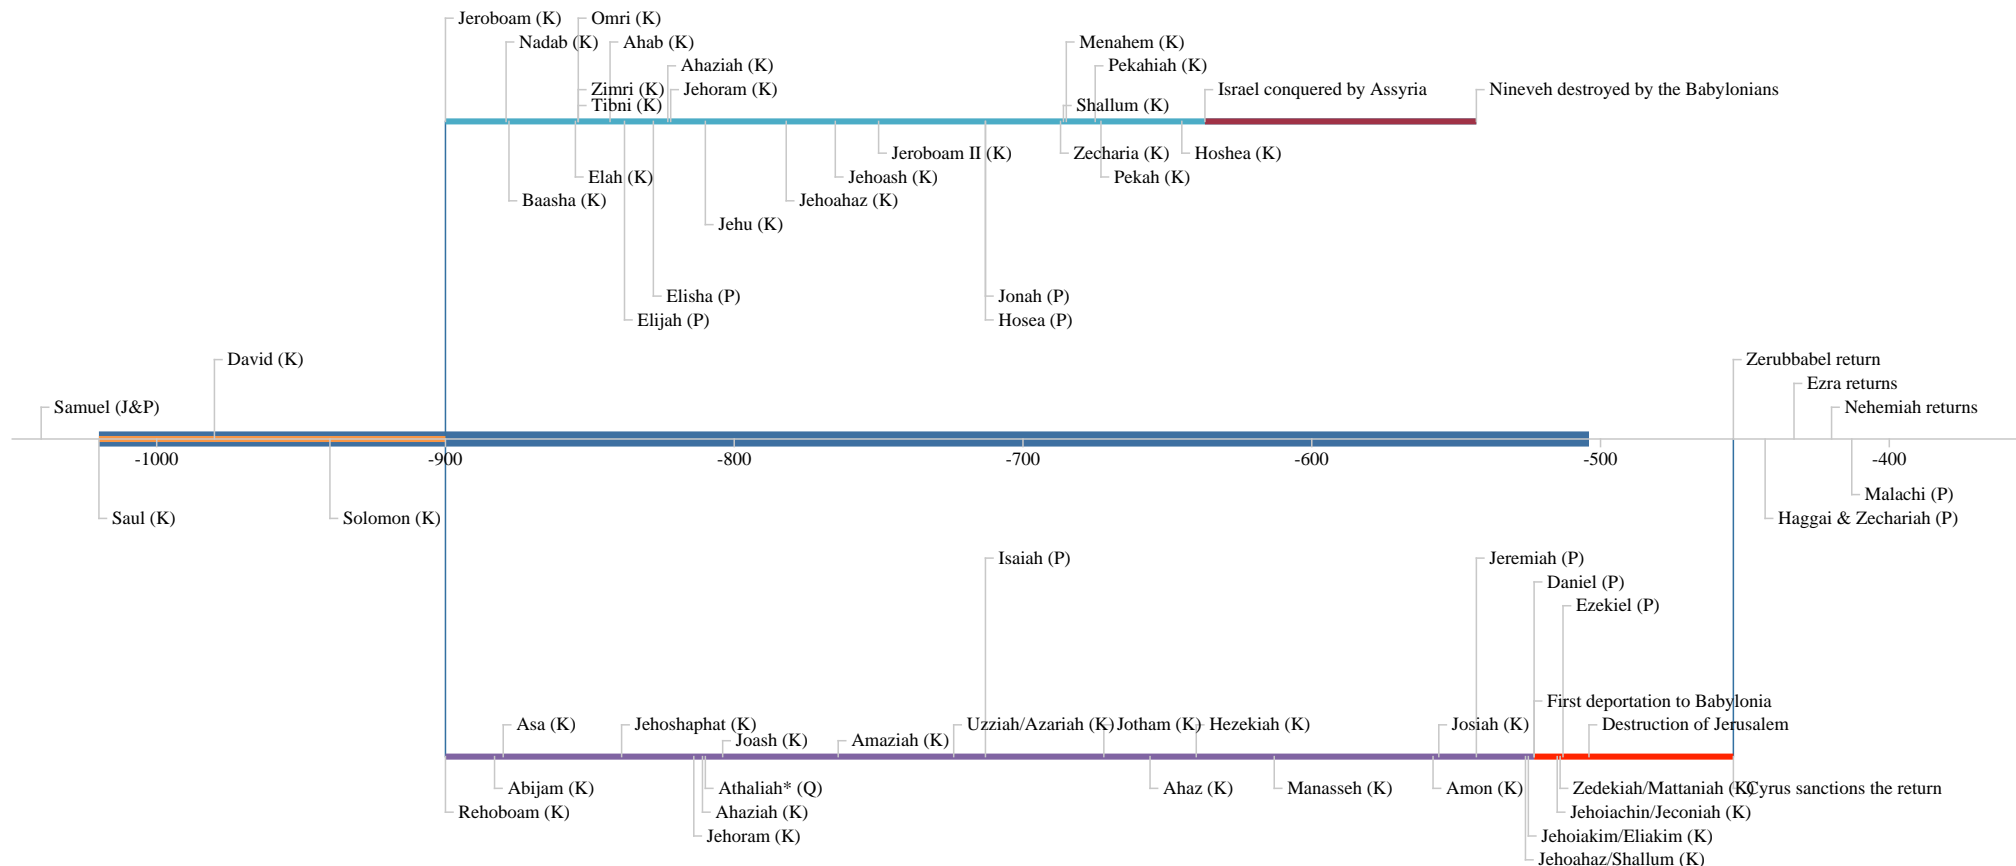 Jeroboam (K)
Omri (K)
Nadab (K)
Ahab (K)
Menahem (K)
Ahaziah (K)
Pekahiah (K)
Zimri (K)
Jehoram (K)
Israel conquered by Assyria
Nineveh destroyed by the Babylonians
Tibni (K)
Shallum (K)
Jeroboam II (K)
Zecharia (K)
Hoshea (K)
Elah (K)
Jehoash (K)
Pekah (K)
Baasha (K)
Jehoahaz (K)
Jehu (K)
Elisha (P)
Jonah (P)
Elijah (P)
Hosea (P)
David (K)
Zerubbabel return
Ezra returns
Samuel (J&P)
Nehemiah returns
-1000
-900
-800
-700
-600
-500
-400
Malachi (P)
Saul (K)
Solomon (K)
Haggai & Zechariah (P)
Isaiah (P)
Jeremiah (P)
Daniel (P)
Ezekiel (P)
First deportation to Babylonia
Asa (K)
Jehoshaphat (K)
Uzziah/Azariah (K)
Jotham (K)
Hezekiah (K)
Josiah (K)
Destruction of Jerusalem
Joash (K)
Amaziah (K)
Abijam (K)
Athaliah* (Q)
Ahaz (K)
Manasseh (K)
Amon (K)
Zedekiah/Mattaniah (K)
Cyrus sanctions the return
Rehoboam (K)
Ahaziah (K)
Jehoiachin/Jeconiah (K)
Jehoram (K)
Jehoiakim/Eliakim (K)
Jehoahaz/Shallum (K)